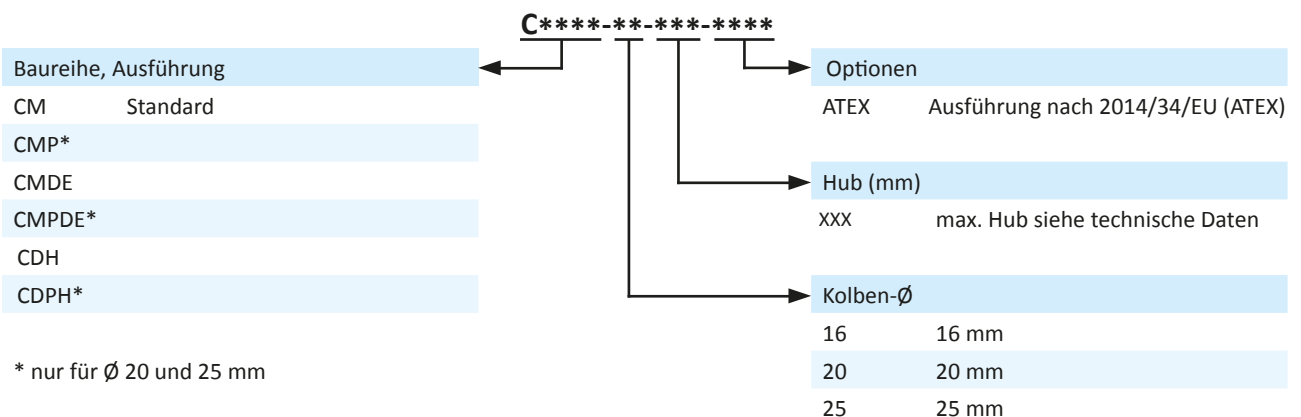 C****-**-***-****
Baureihe, Ausführung
CM Standard
CMP*
CMDE
CMPDE*
CDH
CDPH*
* nur für Ø 20 und 25 mm
Optionen
ATEX Ausführung nach 2014/34/EU (ATEX)
Hub (mm)
XXX max. Hub siehe technische Daten
Kolben-Ø
16 16 mm
20 20 mm
25 25 mm